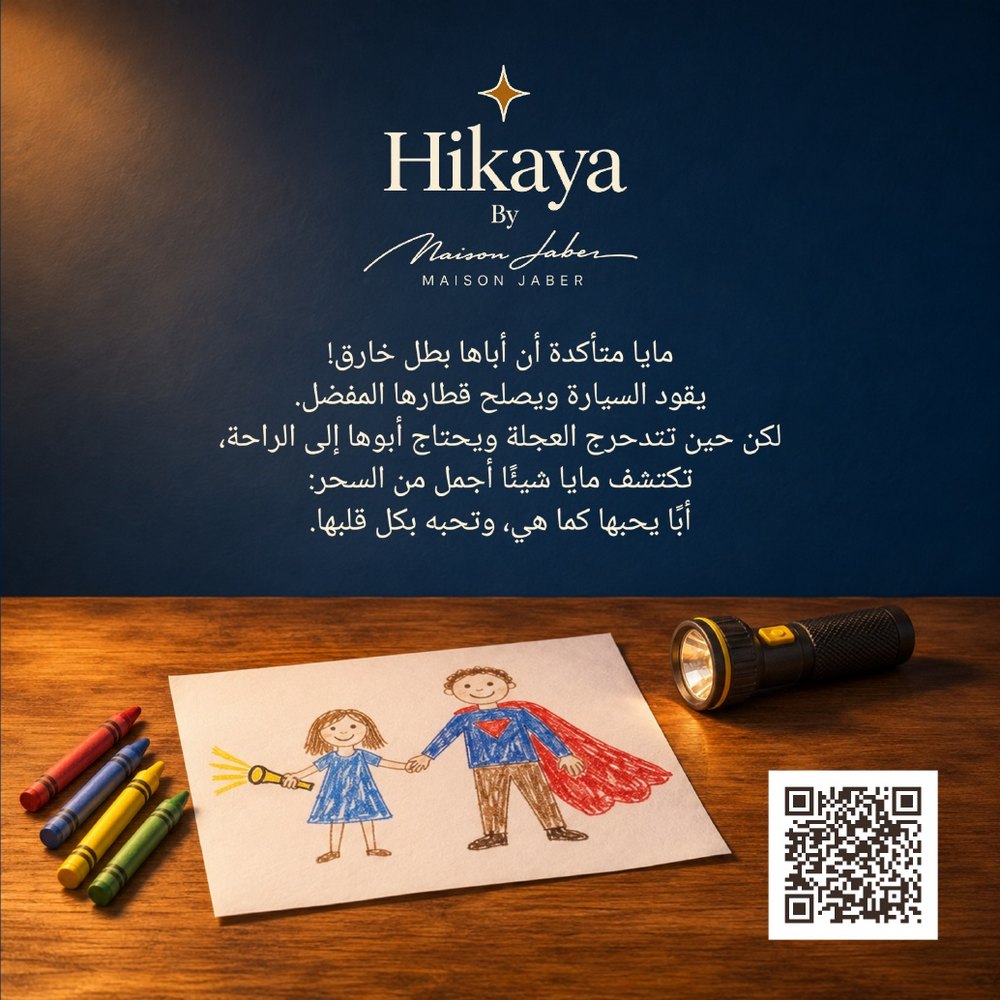 Hikaya
By
Maison Jaber
MAISON JABER
مايا متأكدة أن أباها بطل خارق!
يقود السيارة ويصلح قطارها المفضل.
لكن حين تتدحرج العجلة ويحتاج أبوها إلى الراحة،
تكتشف مايا شيئًا أجمل من السحر:
أبًا يحبها كما هي، وتحبه بكل قلبها.